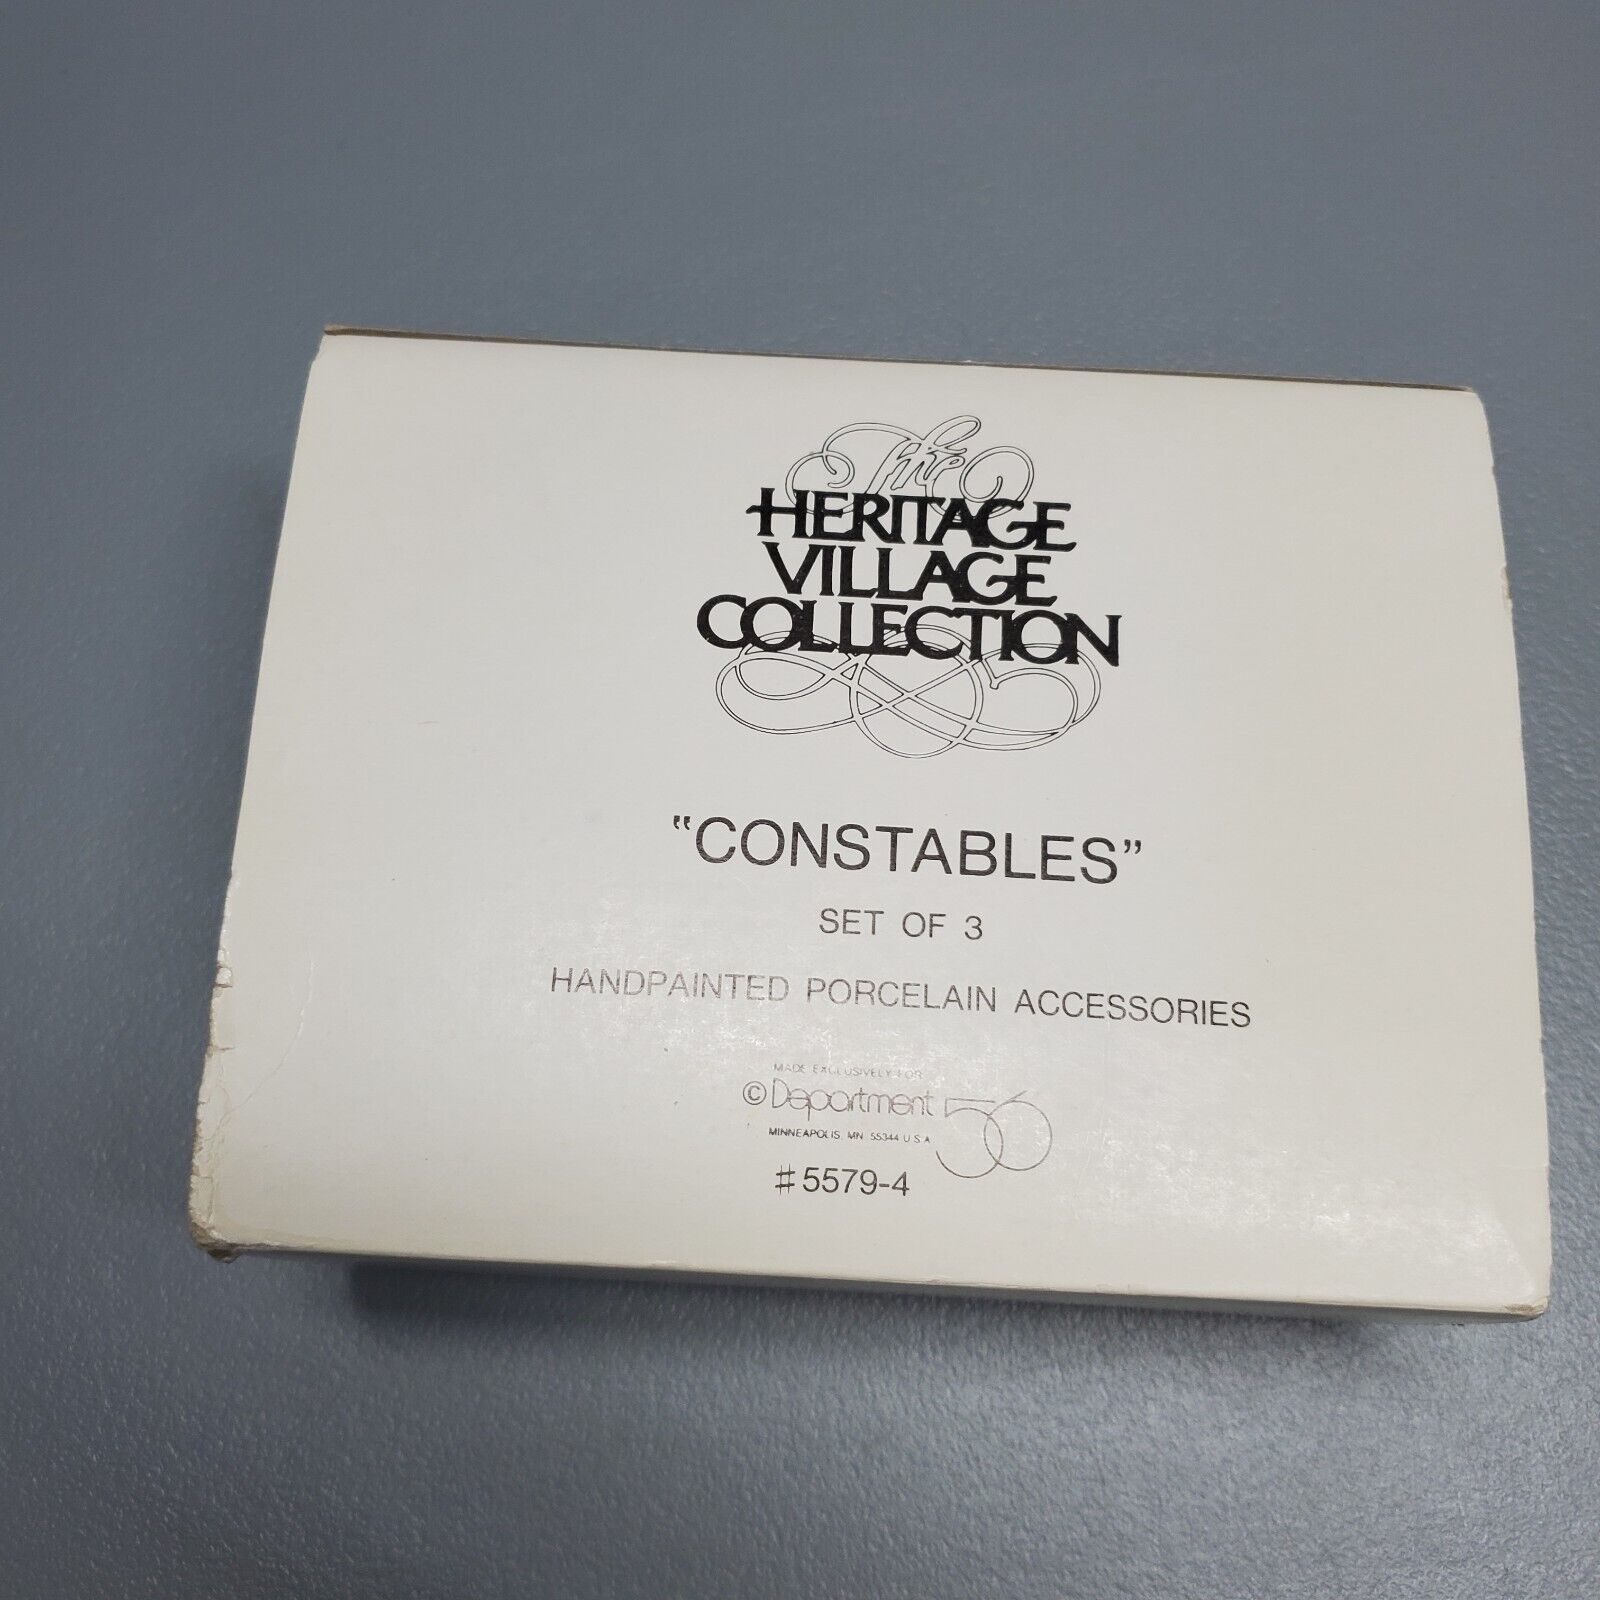 The
HERITAGE
VILLAGE
COLLECTION
"CONSTABLES"
SET OF 3
HANDPAINTED PORCELAIN ACCESSORIES
MADE EXCLUSIVELY FOR
©Department 56
MINNEAPOLIS, MN 55344 U.S.A
#5579-4